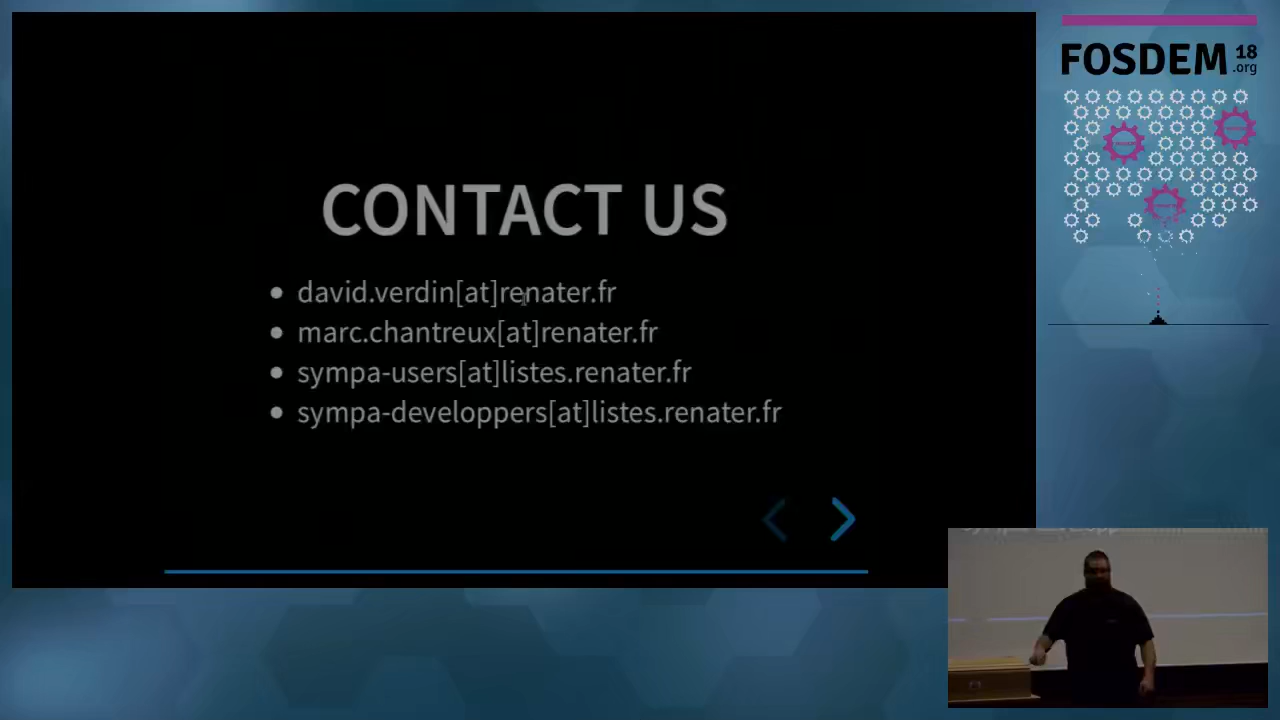 CONTACT US
david.verdin[at]renater.fr
marc.chantreux[at]renater.fr
sympa-users[at]listes.renater.fr
sympa-developpers[at]listes.renater.fr
FOSDEM 18
.org